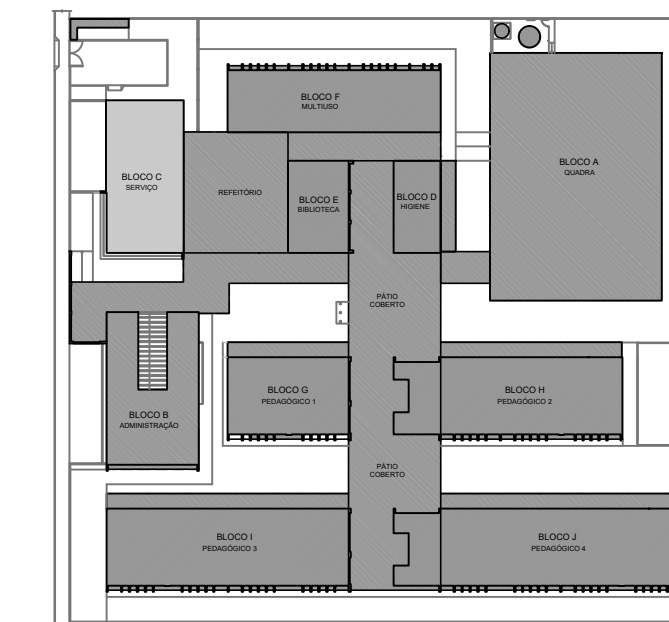 BLOCO F
MULTIUSO
BLOCO A
QUADRA
BLOCO C
SERVIÇO
REFEITÓRIO
BLOCO E
BIBLIOTECA
BLOCO D
HIGIENE
PÁTIO
COBERTO
BLOCO G
PEDAGÓGICO 1
BLOCO H
PEDAGÓGICO 2
BLOCO B
ADMINISTRAÇÃO
PÁTIO
COBERTO
BLOCO I
PEDAGÓGICO 3
BLOCO J
PEDAGÓGICO 4